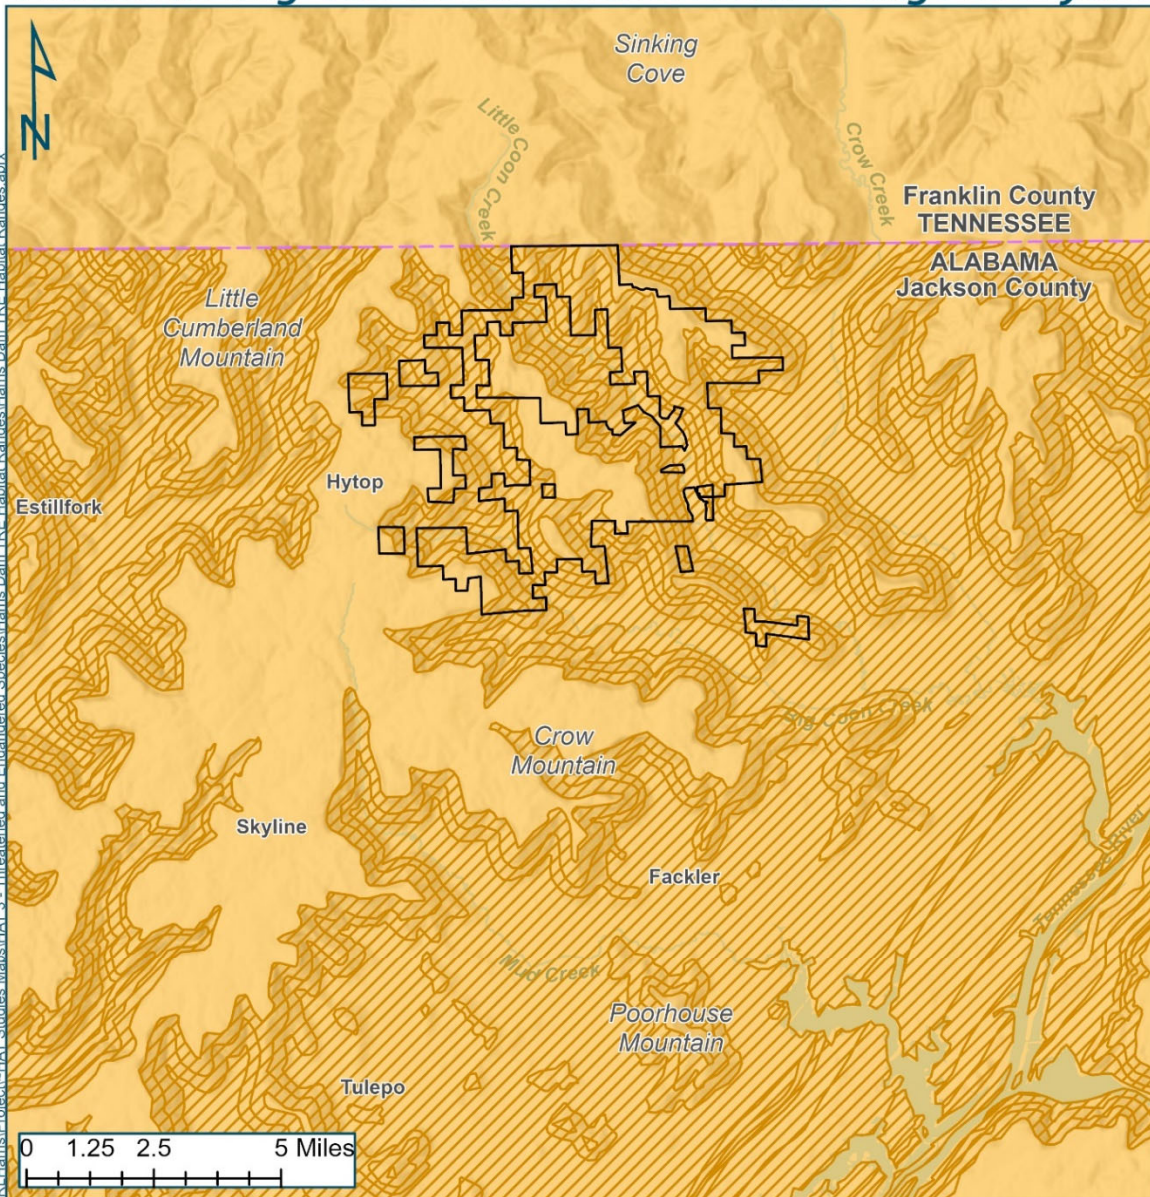 N
Sinking
Cove
Little Coon Creek
Crow Creek
Franklin County
TENNESSEE
ALABAMA
Jackson County
Little
Cumberland
Mountain
Hytop
Estillfork
Big Coon Creek
Crow
Mountain
Skyline
Fackler
Tennessee River
Mud Creek
Poorhouse
Mountain
Tulepo
0 1.25 2.5 5 Miles